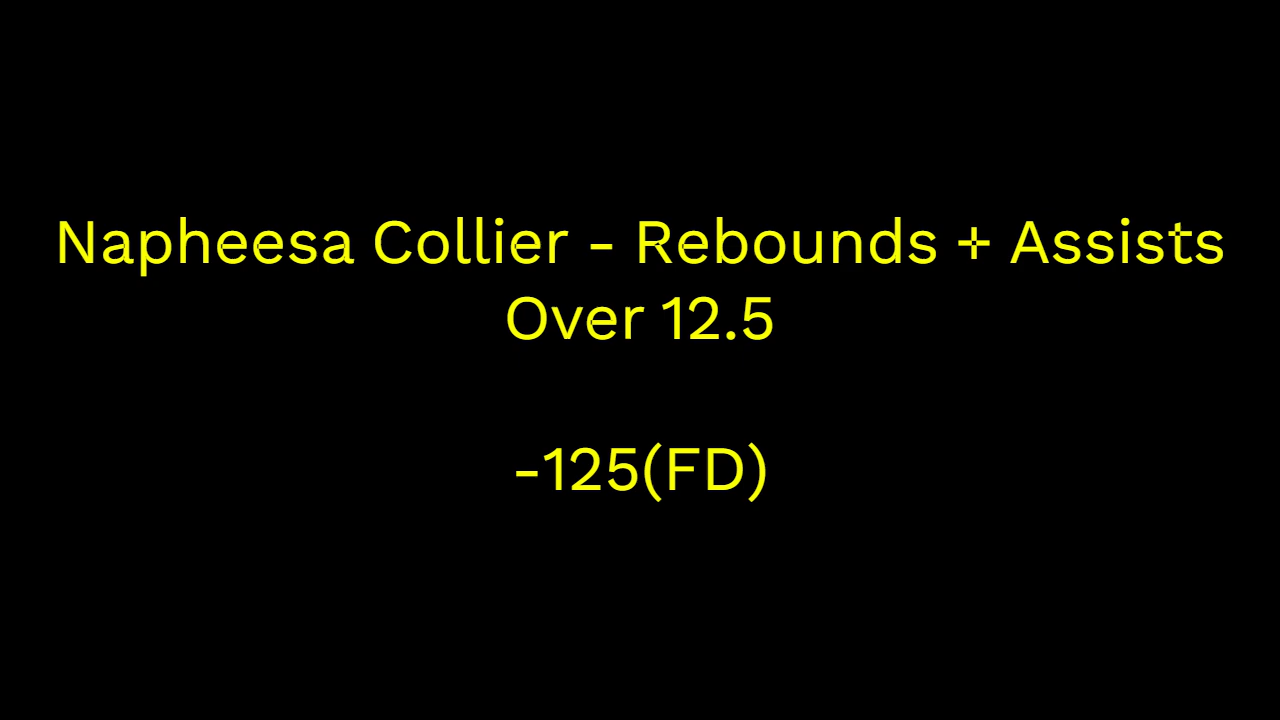 Napheesa Collier - Rebounds + Assists
Over 12.5
-125(FD)